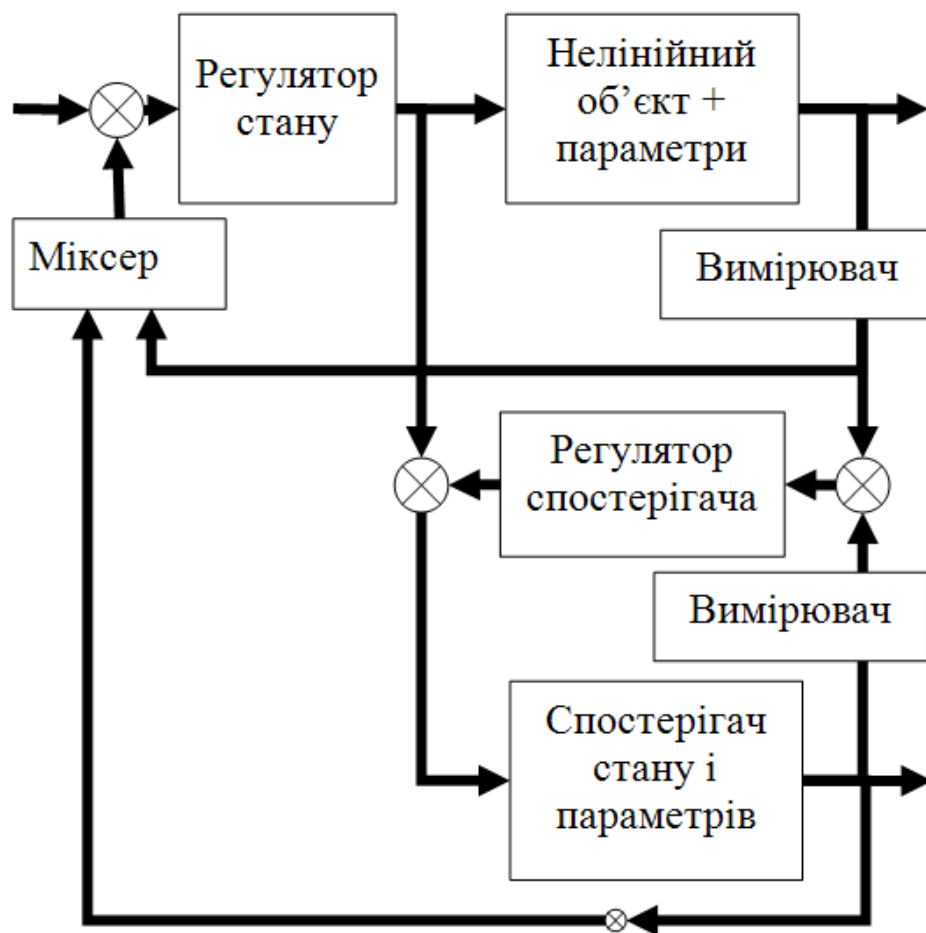 Регулятор
стану
Нелінійний
об’єкт +
параметри
Міксер
Вимірювач
Регулятор
спостерігача
Вимірювач
Спостерігач
стану і
параметрів